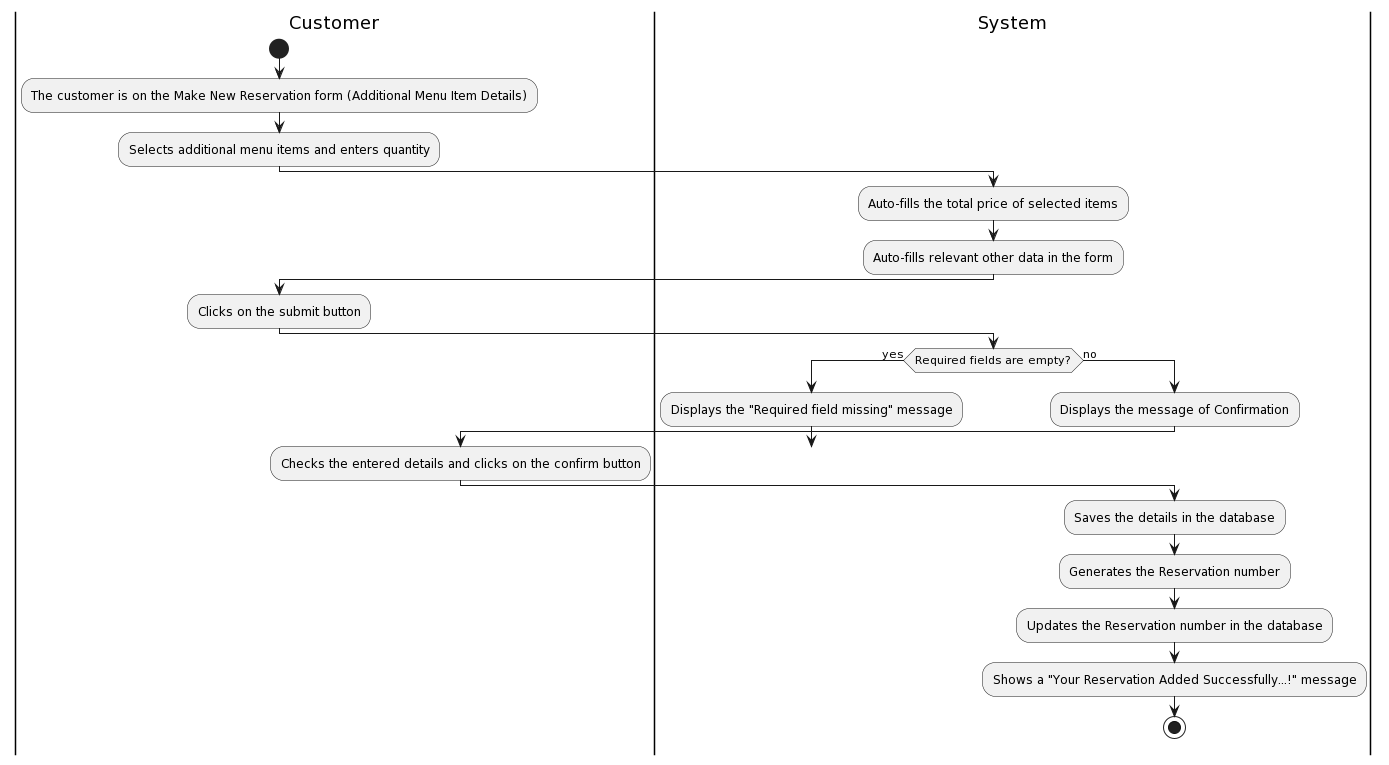 Customer
System
The customer is on the Make New Reservation form (Additional Menu Item Details)
Selects additional menu items and enters quantity
Auto-fills the total price of selected items
Auto-fills relevant other data in the form
Clicks on the submit button
yes
Required fields are empty?
no
Displays the "Required field missing" message
Displays the message of Confirmation
Checks the entered details and clicks on the confirm button
Saves the details in the database
Generates the Reservation number
Updates the Reservation number in the database
Shows a "Your Reservation Added Successfully...!" message